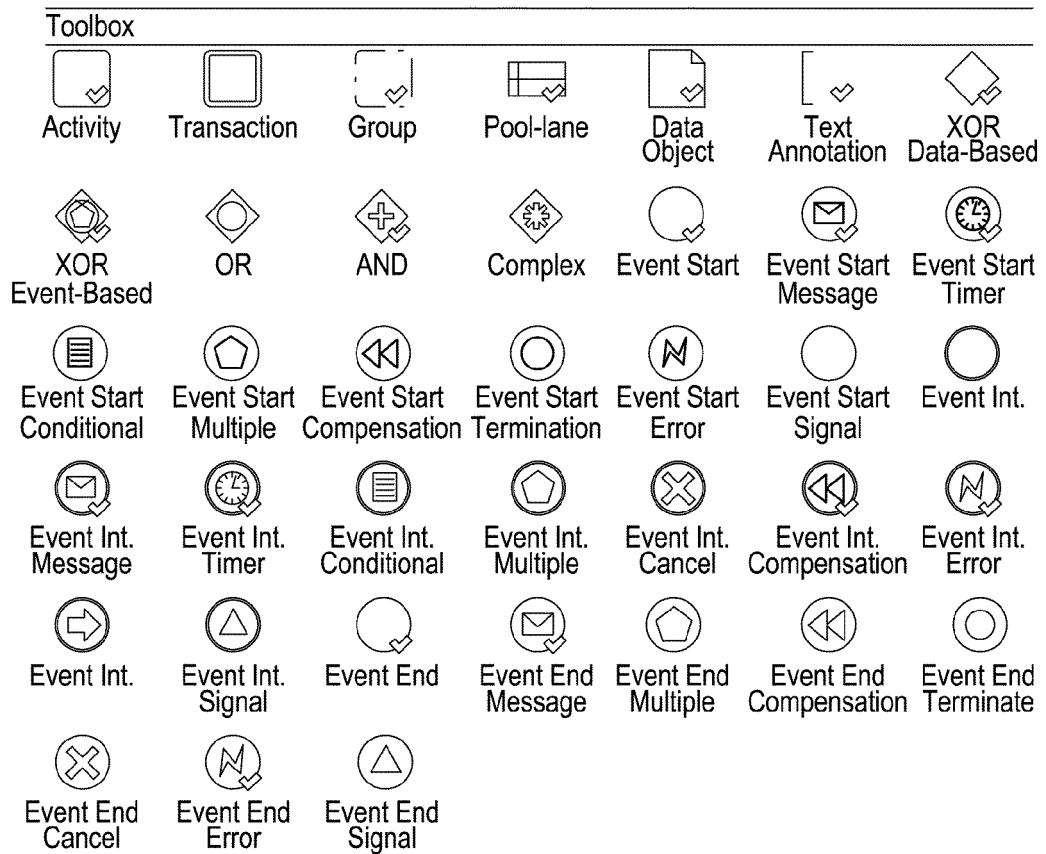 Toolbox
Activity Transaction Group Pool-lane Data Text XOR
Object Annotation Data-Based
XOR OR AND Complex Event Start Event Start Event Start
Event-Based Message Timer
Event Start Event Start Event Start Event Start Event Start Event Start Event Int.
Conditional Multiple Compensation Termination Error Signal
Event Int. Event Int. Event Int. Event Int. Event Int. Event Int. Event Int.
Message Timer Conditional Multiple Cancel Compensation Error
Event Int. Event Int. Event End Event End Event End Event End Event End
Signal Message Multiple Compensation Terminate
Event End Event End Event End
Cancel Error Signal